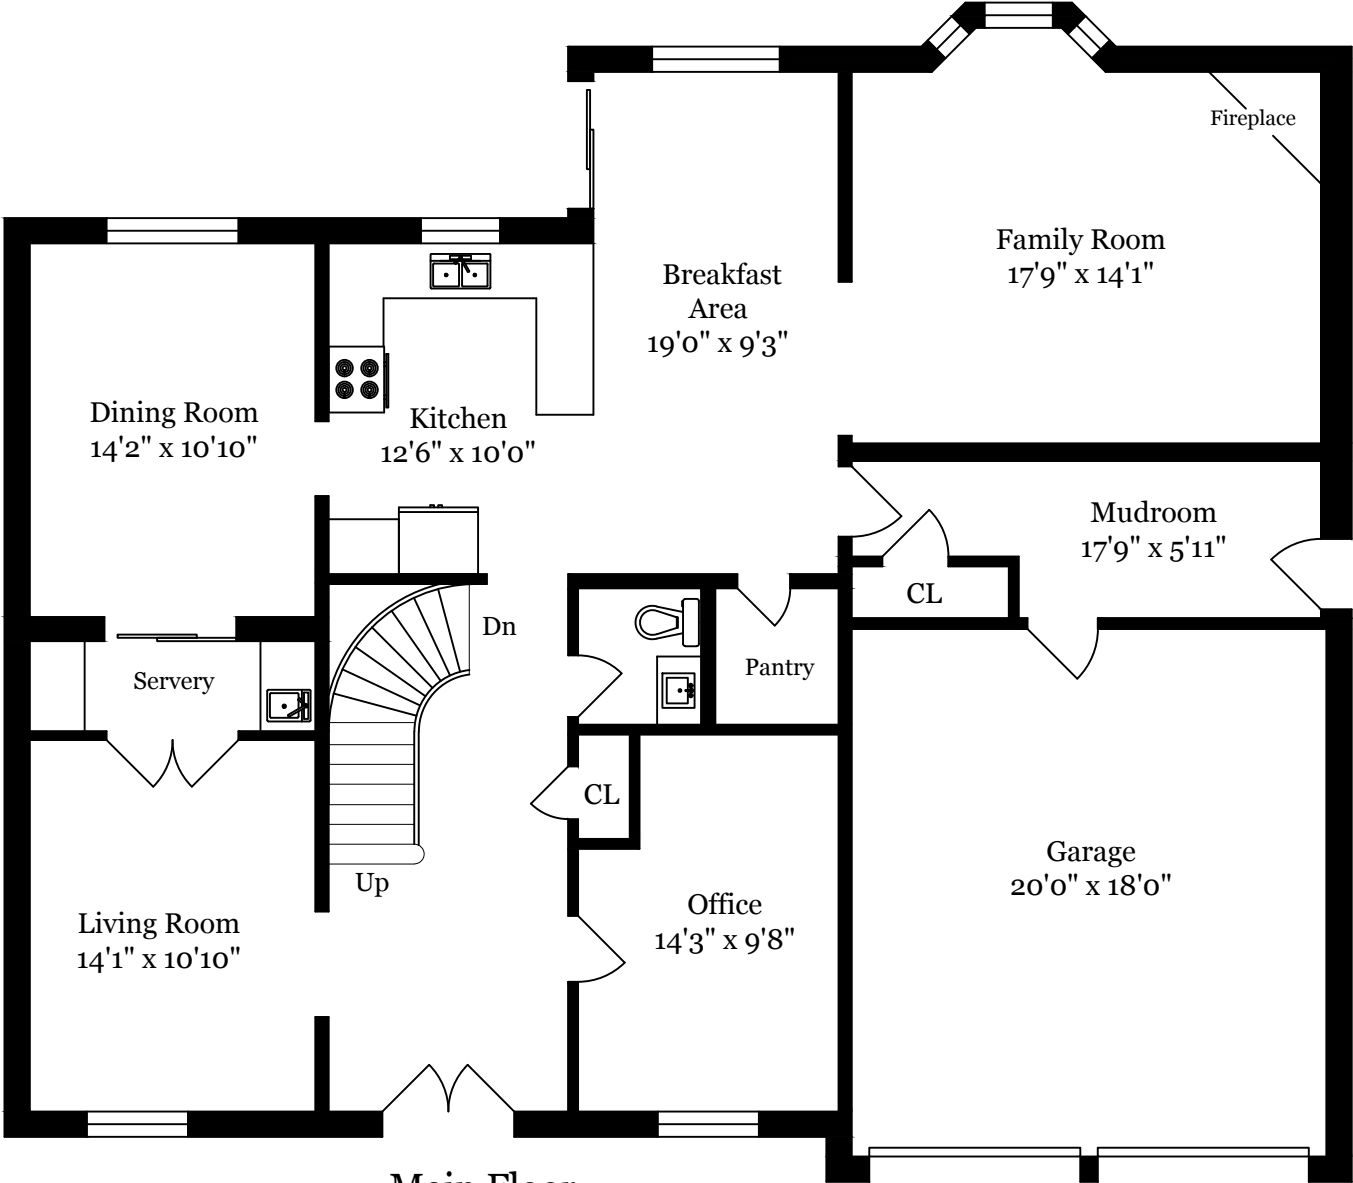 Fireplace
Family Room
17'9" x 14'1"
Breakfast
Area
19'0" x 9'3"
Dining Room
14'2" x 10'10"
Kitchen
12'6" x 10'0"
Mudroom
17'9" x 5'11"
CL
Dn
Servery
Pantry
CL
Up
Garage
20'0" x 18'0"
Office
14'3" x 9'8"
Living Room
14'1" x 10'10"
Main Floor